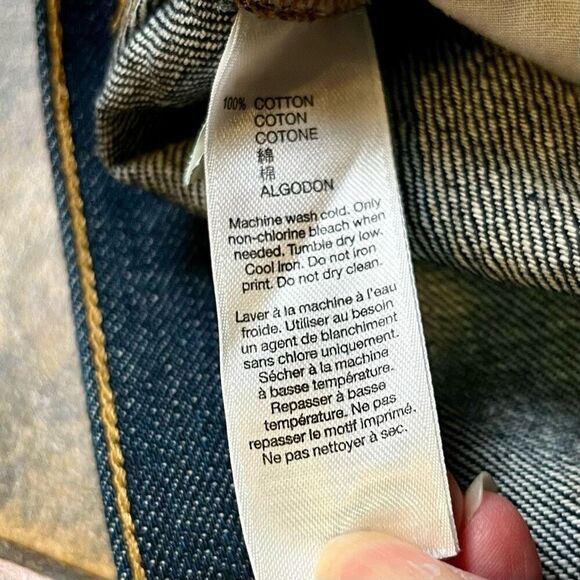 100% COTTON
COTON
COTONE
綿
棉
ALGODON
Machine wash cold. Only
non-chlorine bleach when
needed. Tumble dry low.
Cool Iron. Do not iron
print. Do not dry clean.
Laver à la machine à l'eau
froide. Utiliser au besoin
un agent de blanchiment
sans chlore uniquement.
Sécher à la machine
à basse température.
Repasser à basse
température. Ne pas
repasser le motif imprimé.
Ne pas nettoyer à sec.